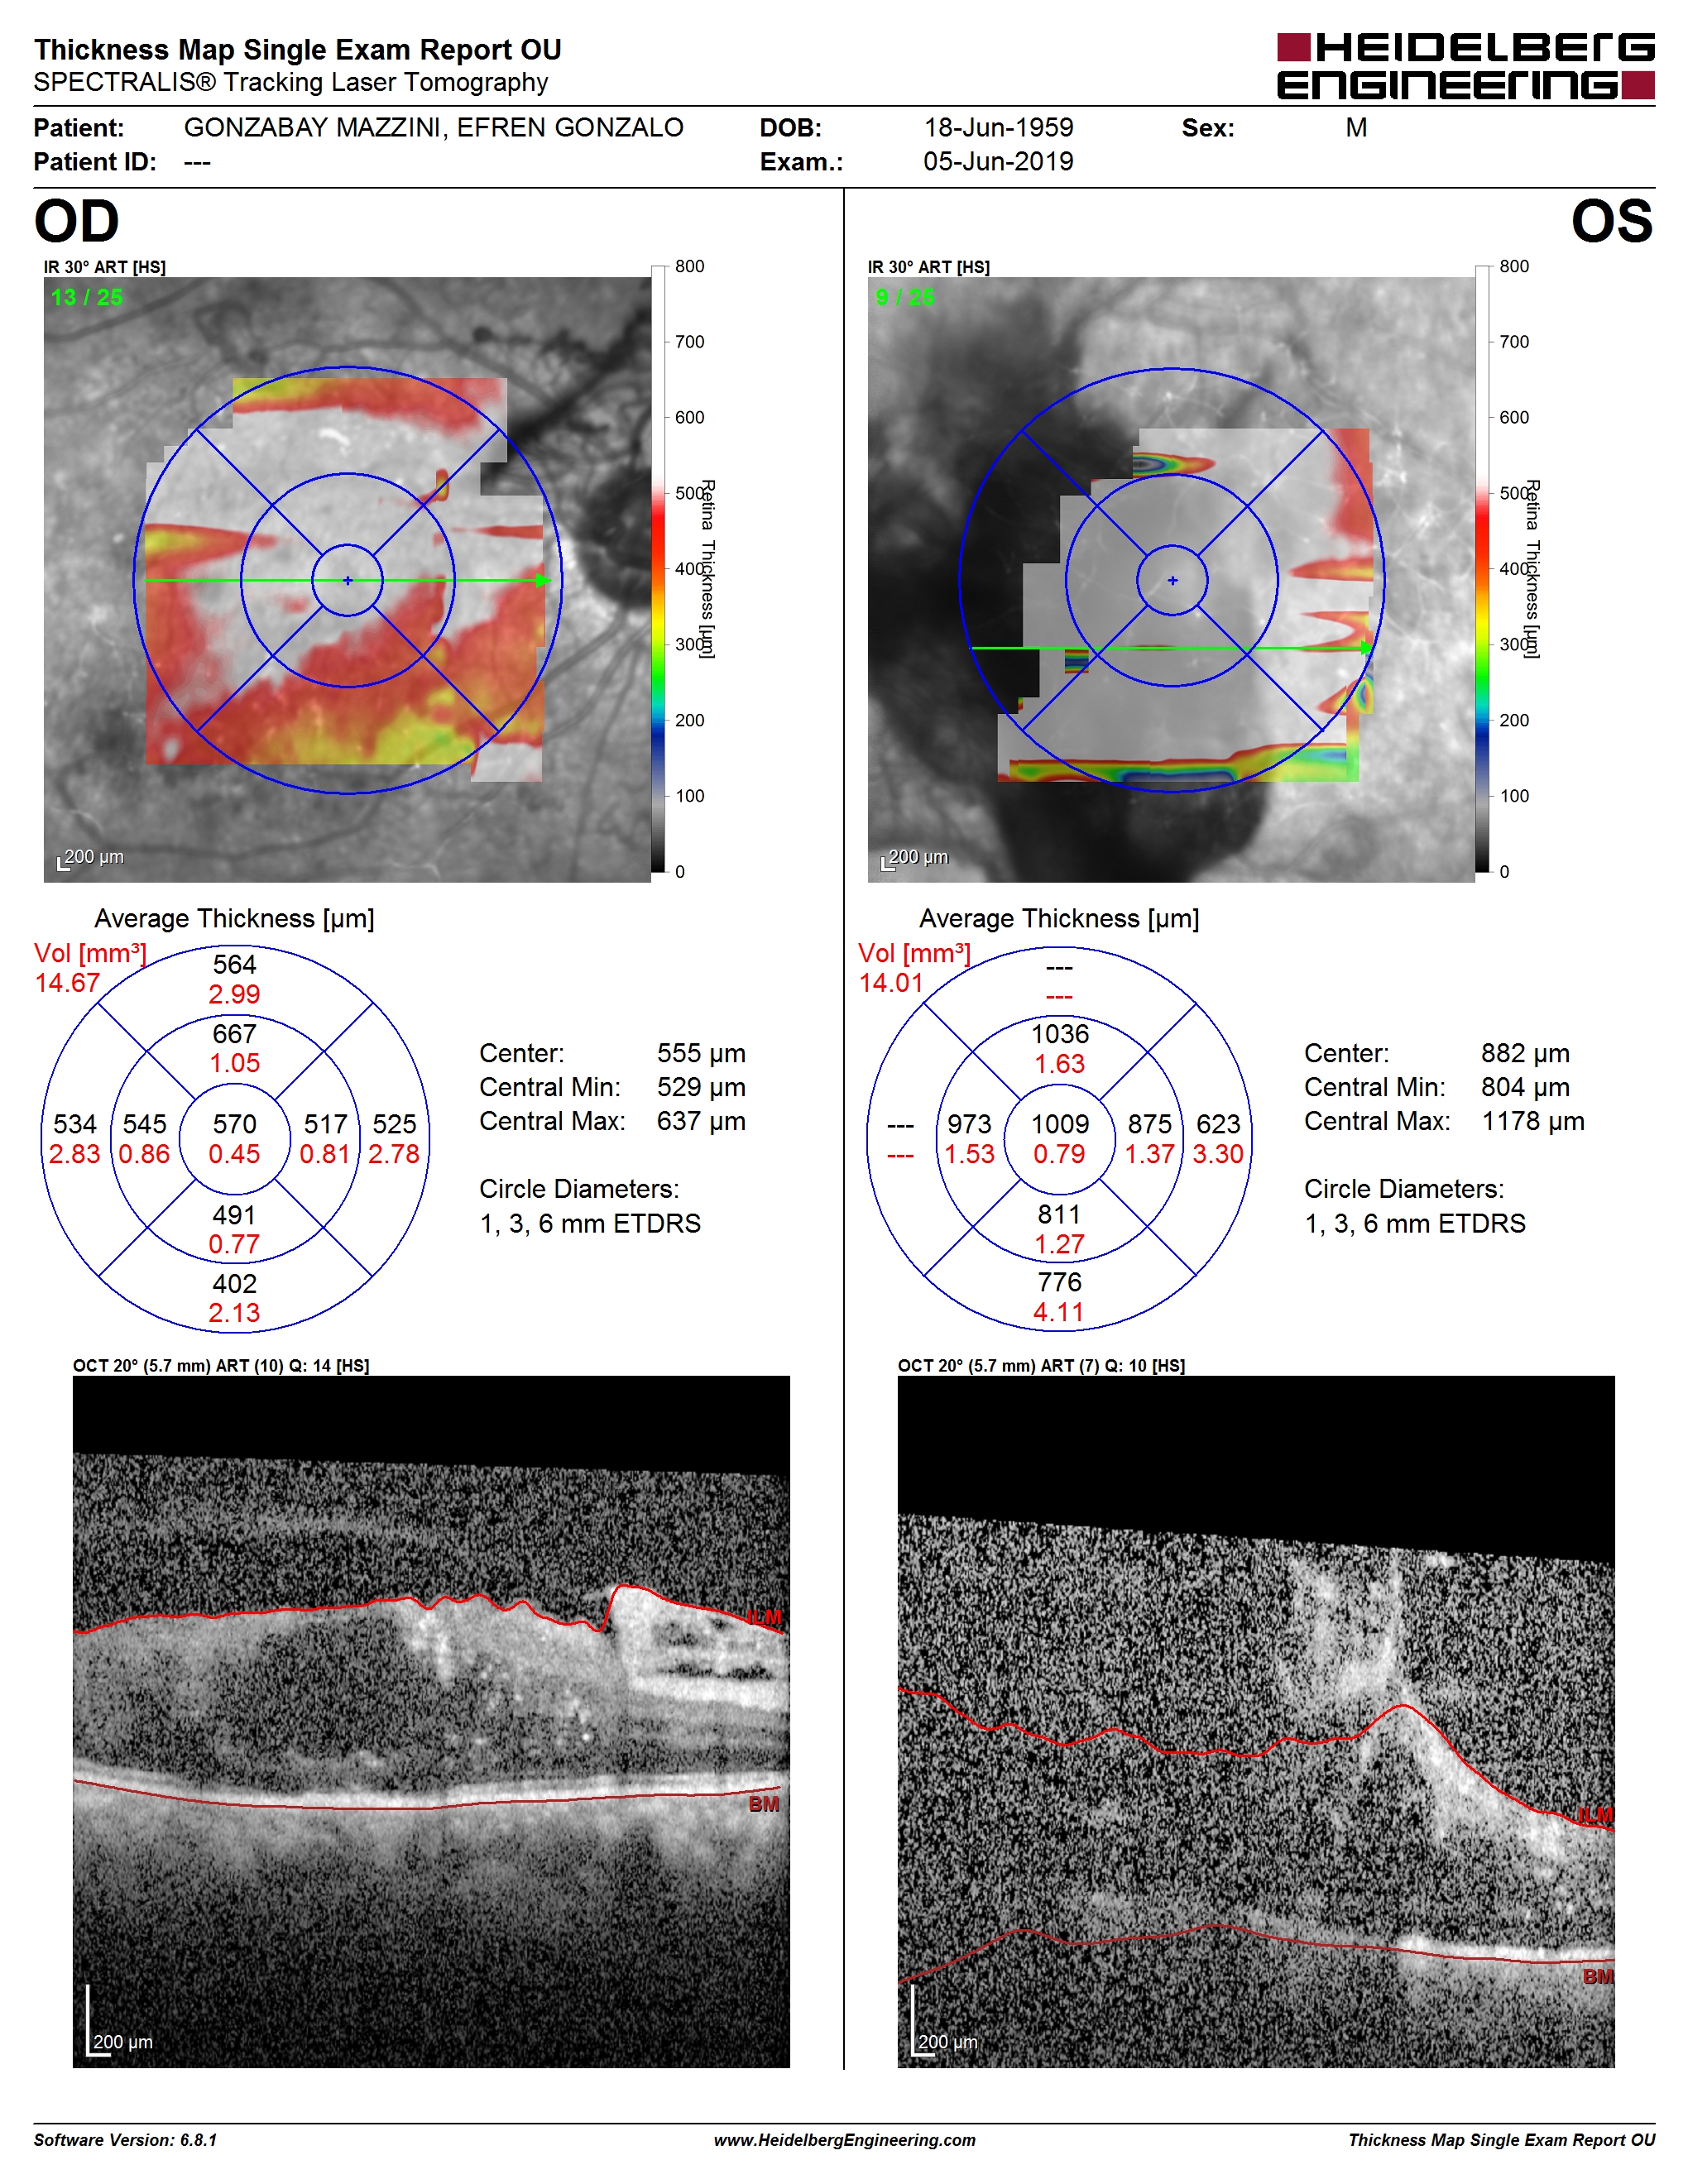 Thickness Map Single Exam Report OU
SPECTRALIS® Tracking Laser Tomography
HEIDELBERG
ENGINEERING
Patient: GONZABAY MAZZINI, EFREN GONZALO DOB: 18-Jun-1959 Sex: M
Patient ID: --- Exam.: 05-Jun-2019
OD
OS
IR 30° ART [HS]
13 / 25
800
700
600
500
400
300
200
100
0
Retina Thickness [µm]
200 µm
IR 30° ART [HS]
9 / 25
800
700
600
500
400
300
200
100
0
Retina Thickness [µm]
200 µm
Average Thickness [µm]
Vol [mm³]
14.67
564
2.99
667
1.05
534 545 570 517 525
2.83 0.86 0.45 0.81 2.78
491
0.77
402
2.13
Center: 555 µm
Central Min: 529 µm
Central Max: 637 µm
Circle Diameters:
1, 3, 6 mm ETDRS
Average Thickness [µm]
Vol [mm³]
14.01
---
---
1036
1.63
--- 973 1009 875 623
--- 1.53 0.79 1.37 3.30
811
1.27
776
4.11
Center: 882 µm
Central Min: 804 µm
Central Max: 1178 µm
Circle Diameters:
1, 3, 6 mm ETDRS
OCT 20° (5.7 mm) ART (10) Q: 14 [HS]
ILM
BM
200 µm
OCT 20° (5.7 mm) ART (7) Q: 10 [HS]
ILM
BM
200 µm
Software Version: 6.8.1
www.HeidelbergEngineering.com
Thickness Map Single Exam Report OU